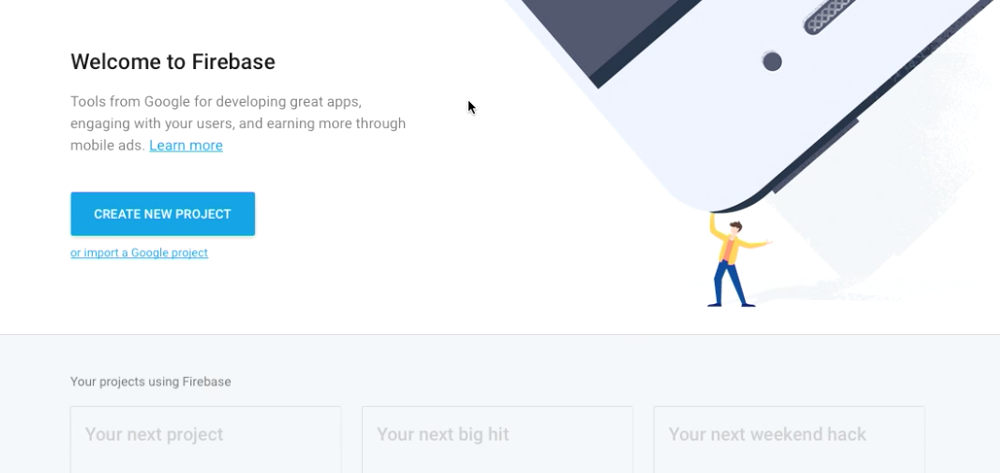 Welcome to Firebase
Tools from Google for developing great apps,
engaging with your users, and earning more through
mobile ads. Learn more
CREATE NEW PROJECT
or import a Google project
Your projects using Firebase
Your next project
Your next big hit
Your next weekend hack